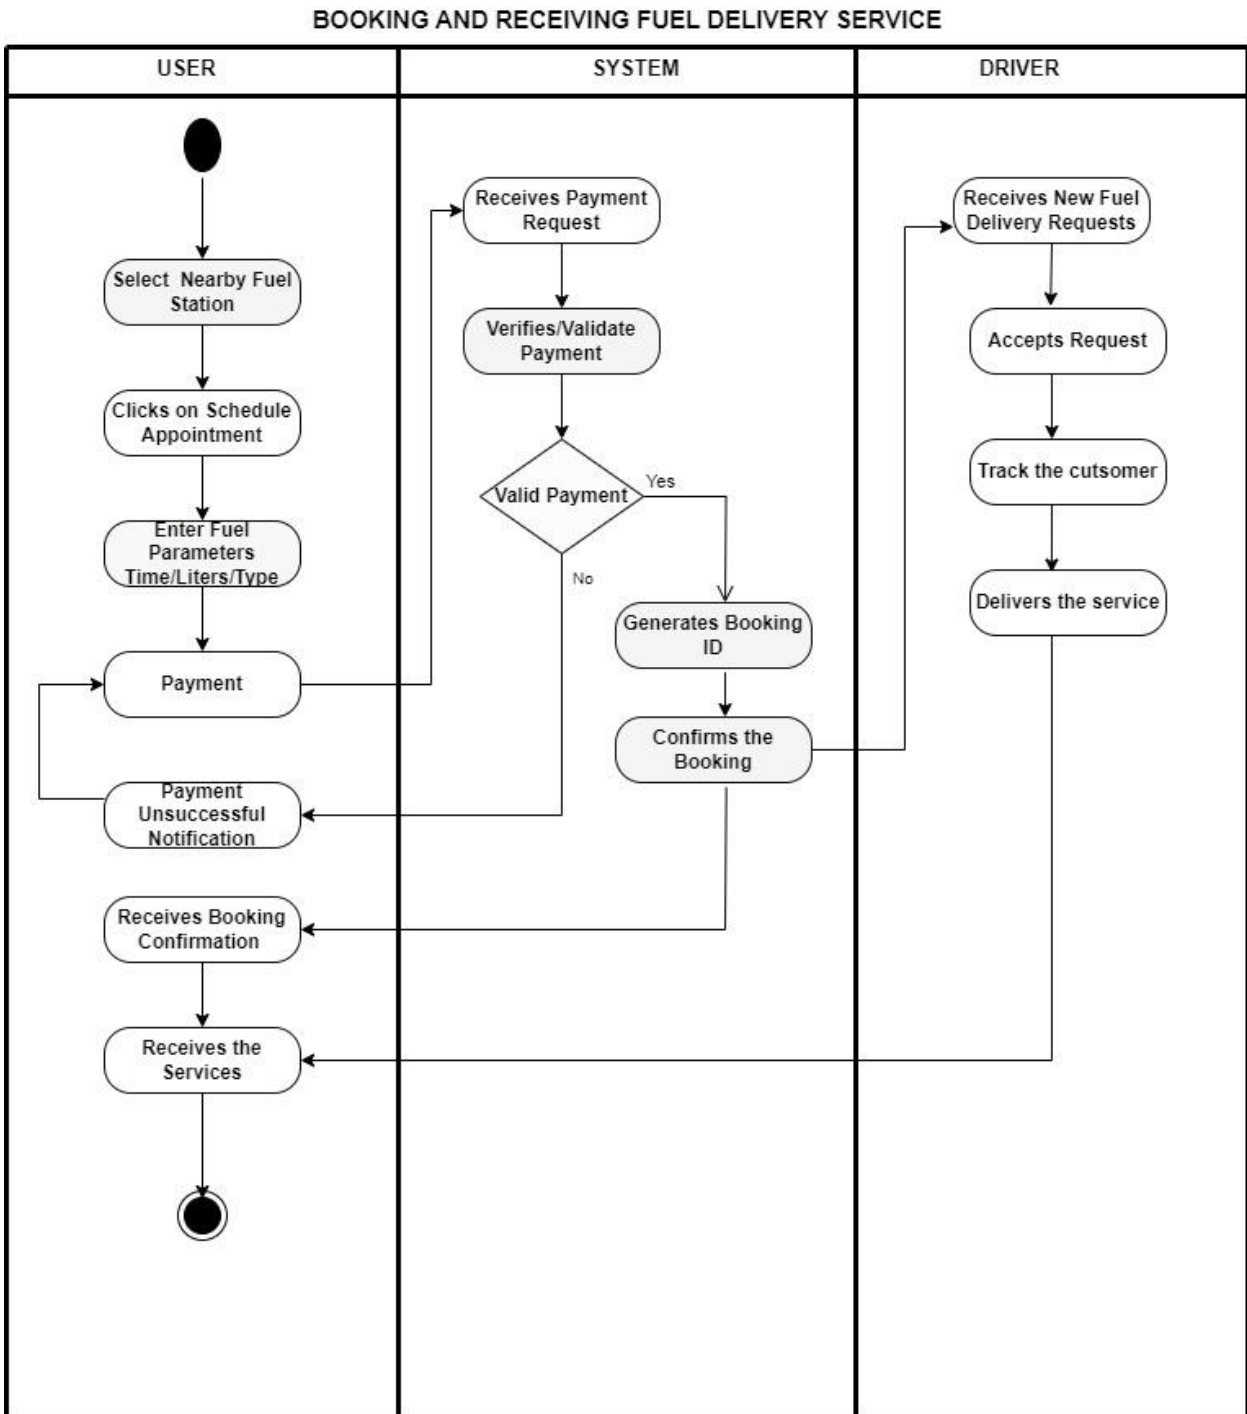 BOOKING AND RECEIVING FUEL DELIVERY SERVICE
USER
SYSTEM
DRIVER
Select Nearby Fuel
Station
Clicks on Schedule
Appointment
Enter Fuel
Parameters
Time/Liters/Type
Payment
Payment
Unsuccessful
Notification
Receives Booking
Confirmation
Receives the
Services
Receives Payment
Request
Verifies/Validate
Payment
Valid Payment
Yes
No
Generates Booking
ID
Confirms the
Booking
Receives New Fuel
Delivery Requests
Accepts Request
Track the cutsomer
Delivers the service